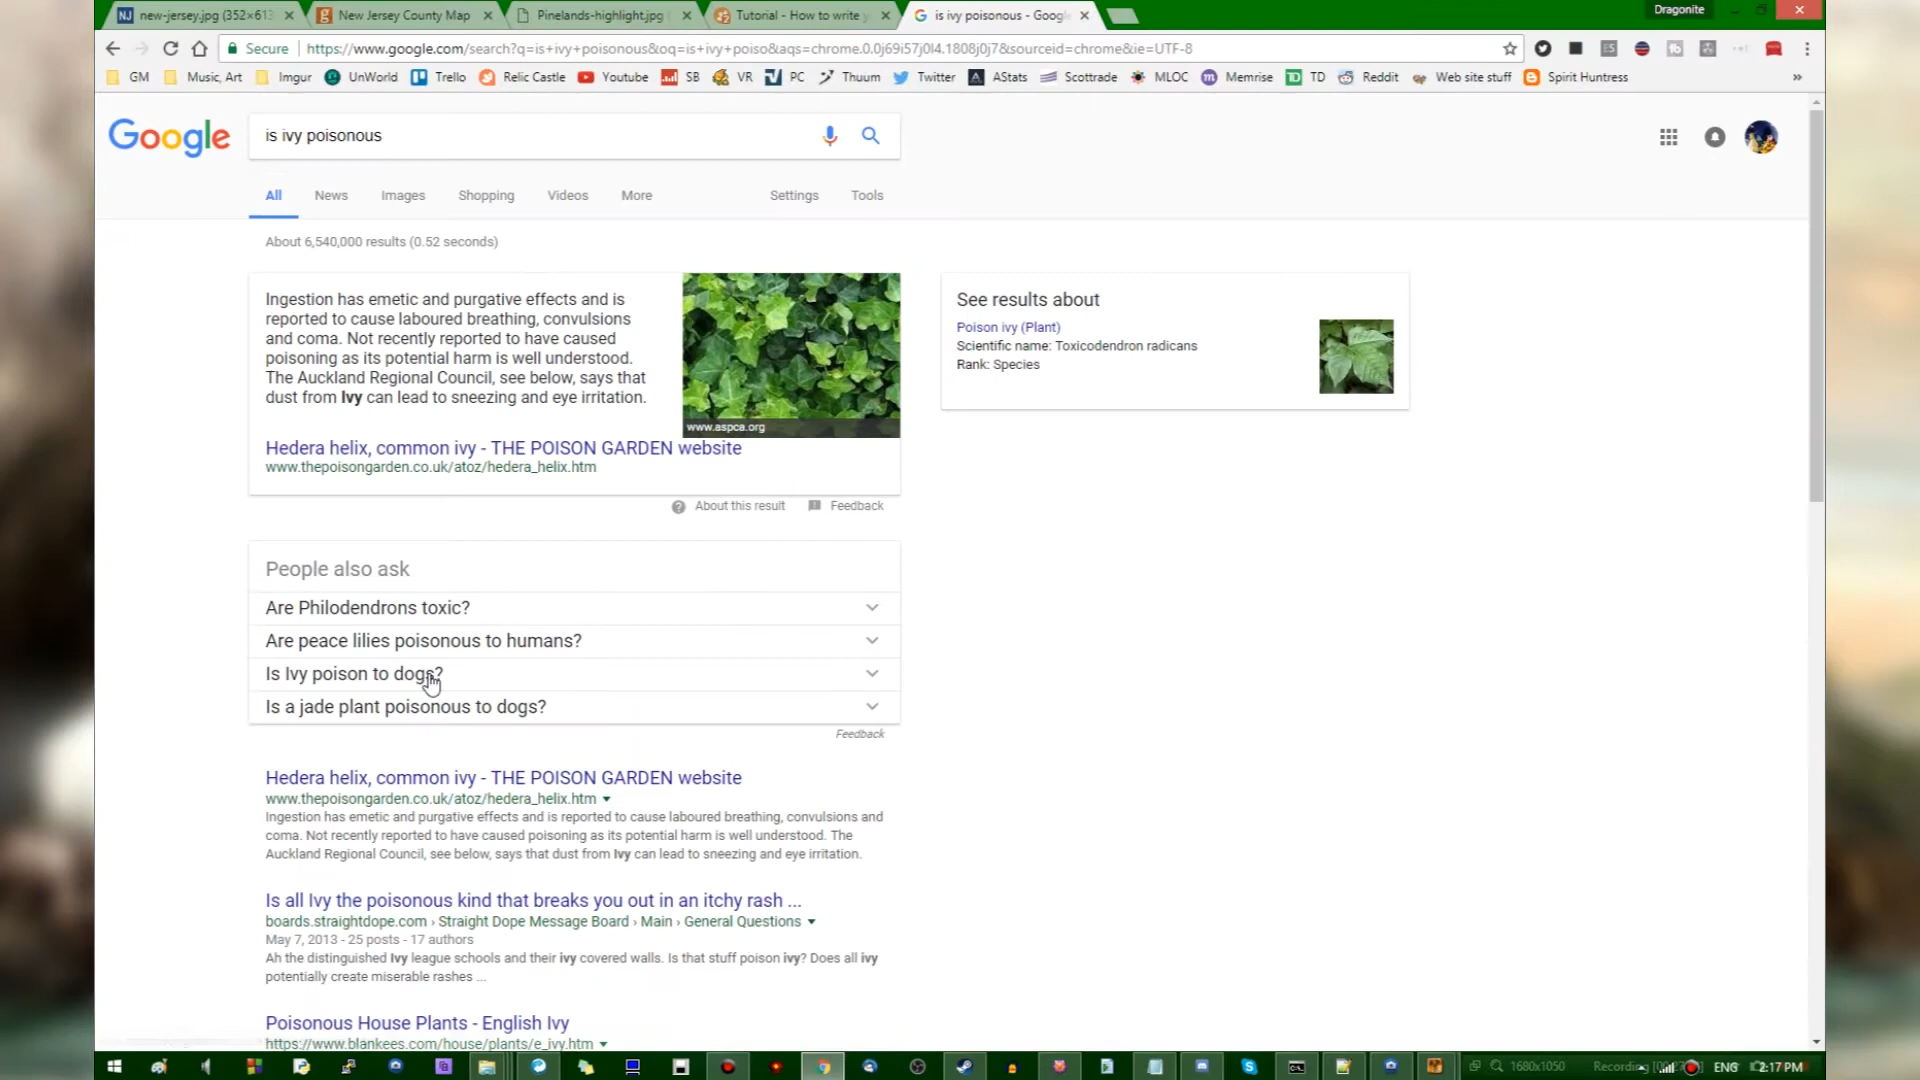 new-jersey.jpg (352×613
New Jersey County Map
Pinelands-highlight.jpg
Tutorial - How to write
is ivy poisonous - Goog
Dragonite
Secure
https://www.google.com/search?q=is+ivy+poisonous&oq=is+ivy+poiso&aqs=chrome.0.0j69i57j0l4.1808j0j7&sourceid=chrome&ie=UTF-8
GM Music, Art Imgur UnWorld Trello Relic Castle Youtube SB VR PC Thuum Twitter AStats Scottrade MLOC Memrise TD Reddit Web site stuff Spirit Huntress »
Google
is ivy poisonous
All News Images Shopping Videos More Settings Tools
About 6,540,000 results (0.52 seconds)
Ingestion has emetic and purgative effects and is
reported to cause laboured breathing, convulsions
and coma. Not recently reported to have caused
poisoning as its potential harm is well understood.
The Auckland Regional Council, see below, says that
dust from Ivy can lead to sneezing and eye irritation.
www.aspca.org
Hedera helix, common ivy - THE POISON GARDEN website
www.thepoisongarden.co.uk/atoz/hedera_helix.htm
About this result Feedback
See results about
Poison ivy (Plant)
Scientific name: Toxicodendron radicans
Rank: Species
People also ask
Are Philodendrons toxic?
Are peace lilies poisonous to humans?
Is Ivy poison to dogs?
Is a jade plant poisonous to dogs?
Feedback
Hedera helix, common ivy - THE POISON GARDEN website
www.thepoisongarden.co.uk/atoz/hedera_helix.htm
Ingestion has emetic and purgative effects and is reported to cause laboured breathing, convulsions and
coma. Not recently reported to have caused poisoning as its potential harm is well understood. The
Auckland Regional Council, see below, says that dust from Ivy can lead to sneezing and eye irritation.
Is all Ivy the poisonous kind that breaks you out in an itchy rash ...
boards.straightdope.com › Straight Dope Message Board › Main › General Questions
May 7, 2013 - 25 posts - 17 authors
Ah the distinguished Ivy league schools and their ivy covered walls. Is that stuff poison ivy? Does all ivy
potentially create miserable rashes ...
Poisonous House Plants - English Ivy
https://www.blankees.com/house/plants/e_ivy.htm
1680x1050
Recording
ENG
2:17 PM